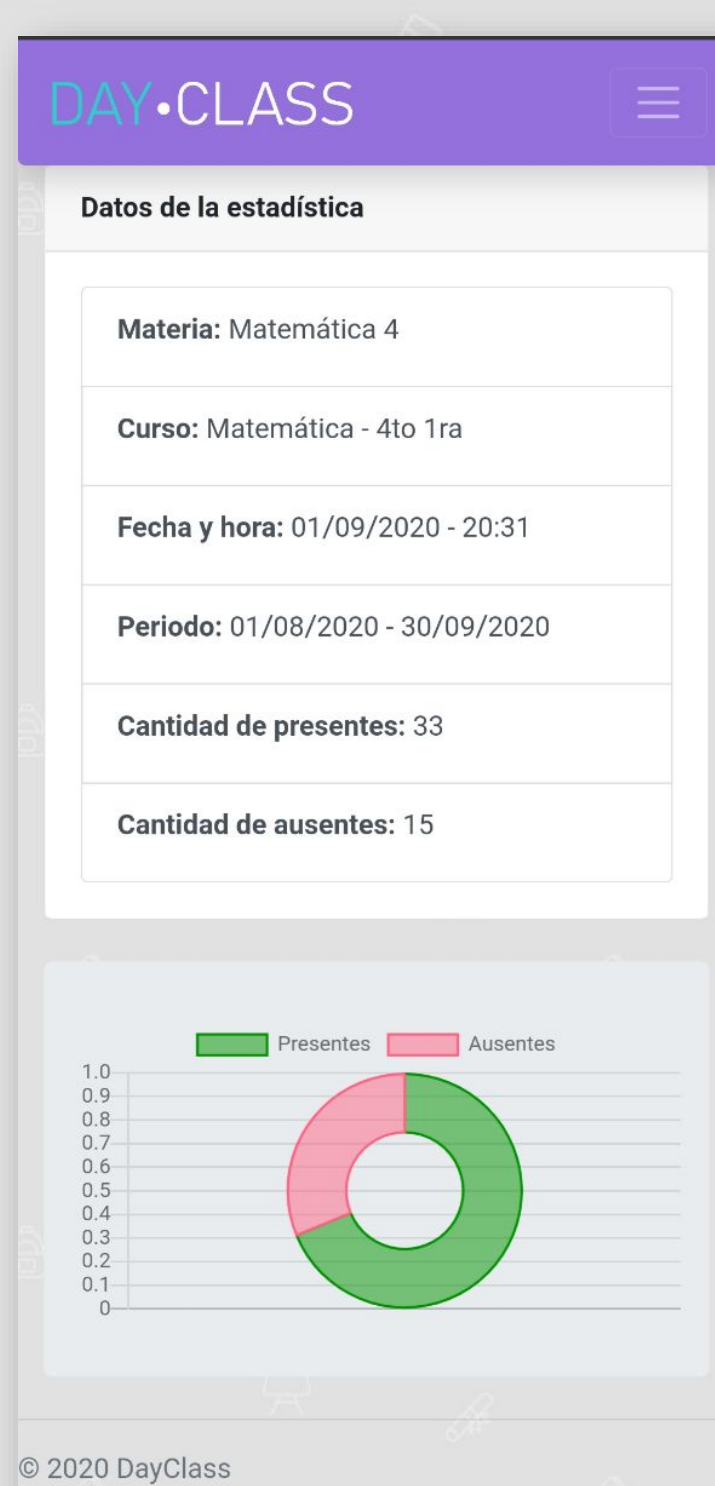 DAY•CLASS
Datos de la estadística
Materia: Matemática 4
Curso: Matemática - 4to 1ra
Fecha y hora: 01/09/2020 - 20:31
Periodo: 01/08/2020 - 30/09/2020
Cantidad de presentes: 33
Cantidad de ausentes: 15
Presentes Ausentes
1.0
0.9
0.8
0.7
0.6
0.5
0.4
0.3
0.2
0.1
0
© 2020 DayClass